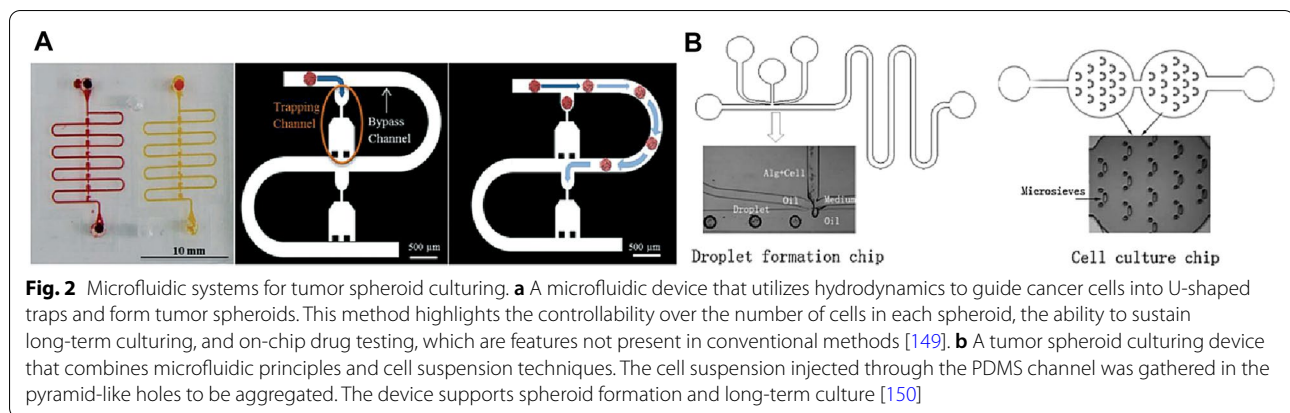 A
Trapping
Channel
Bypass
Channel
10 mm
500 µm
500 µm
B
Alg+Cell
Oil
Medium
Droplet
Oil
Droplet formation chip
Microsieves
Cell culture chip
Fig. 2 Microfluidic systems for tumor spheroid culturing. a A microfluidic device that utilizes hydrodynamics to guide cancer cells into U-shaped
traps and form tumor spheroids. This method highlights the controllability over the number of cells in each spheroid, the ability to sustain
long-term culturing, and on-chip drug testing, which are features not present in conventional methods [149]. b A tumor spheroid culturing device
that combines microfluidic principles and cell suspension techniques. The cell suspension injected through the PDMS channel was gathered in the
pyramid-like holes to be aggregated. The device supports spheroid formation and long-term culture [150]